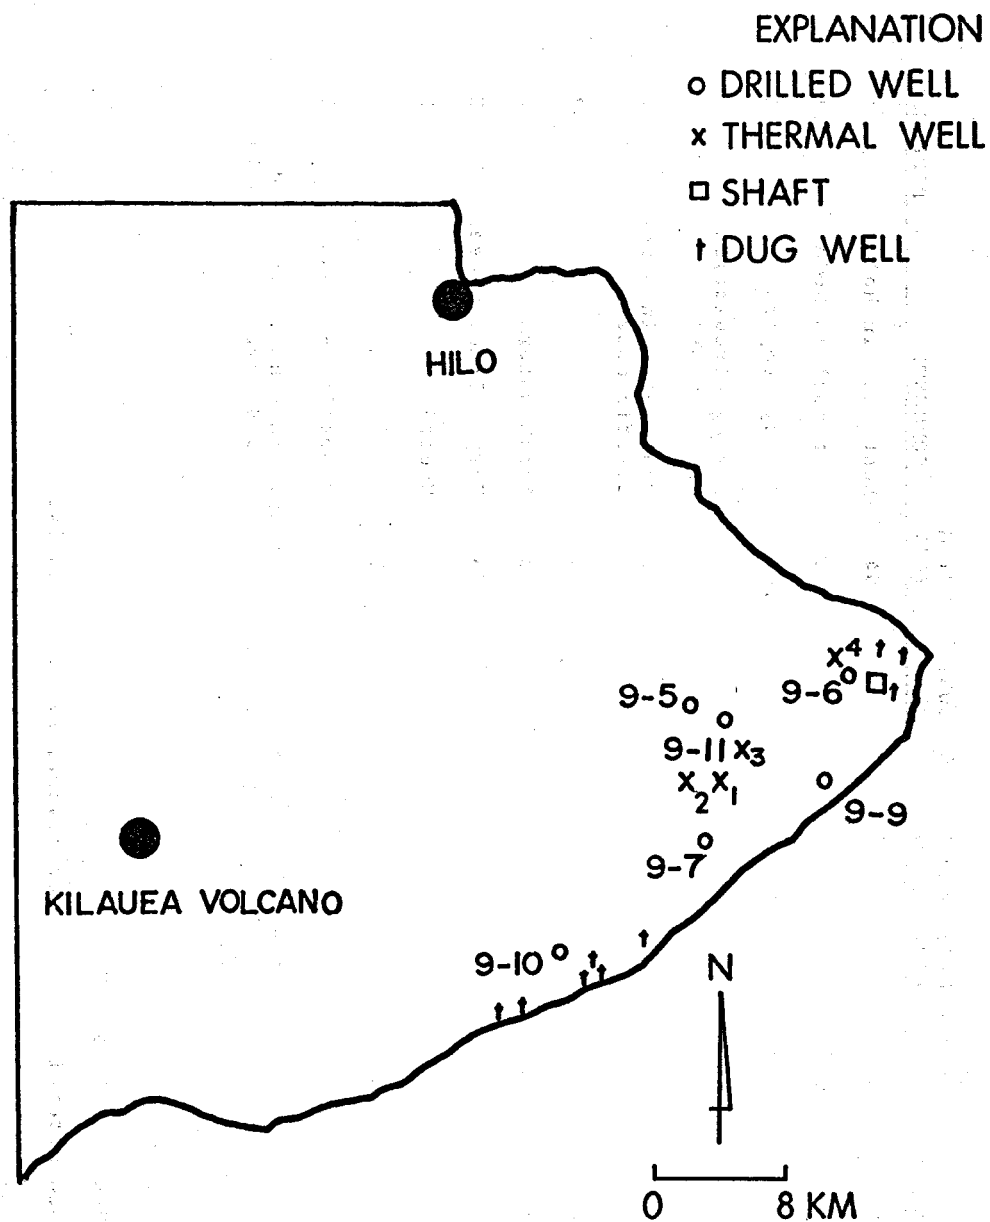 EXPLANATION
o DRILLED WELL
x THERMAL WELL
□ SHAFT
† DUG WELL
HILO
x4
9-6
9-5
9-11 x3
x2 x1
9-9
9-7
KILAUEA VOLCANO
9-10
N
0 8 KM